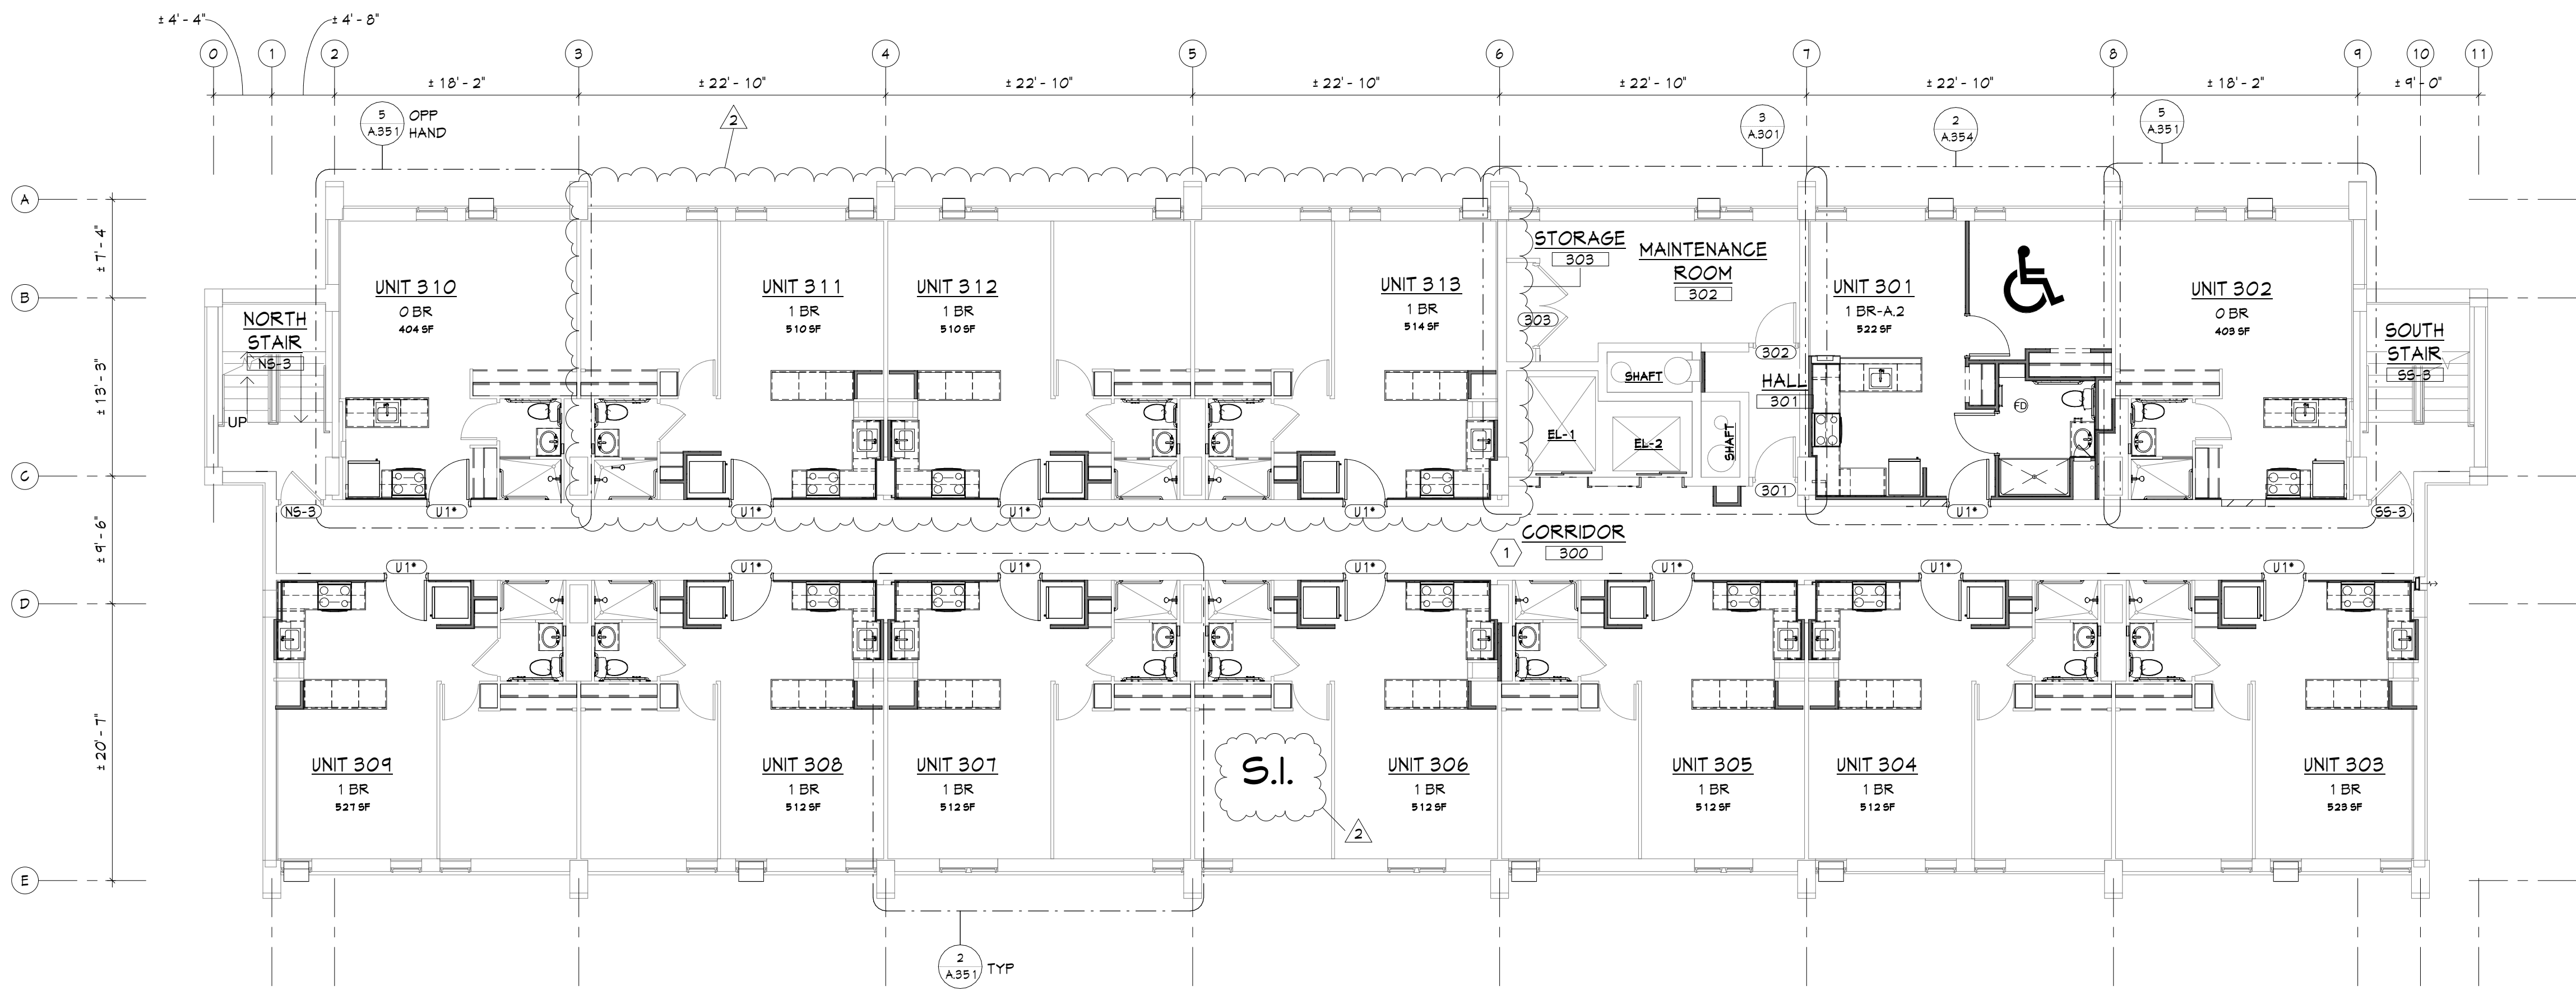 ± 4' - 4"
± 4' - 8"
0
1
2
3
4
5
6
7
8
9
10
11
± 18' - 2"
± 22' - 10"
± 22' - 10"
± 22' - 10"
± 22' - 10"
± 22' - 10"
± 18' - 2"
± 9' - 0"
5
A.351
OPP
HAND
2
3
A.301
2
A.354
5
A.351
A
B
C
D
E
± 7' - 4"
± 13' - 3"
± 9' - 6"
± 20' - 7"
NORTH
STAIR
NS-3
UP
NS-3
UNIT 310
0 BR
404 SF
UNIT 311
1 BR
510 SF
UNIT 312
1 BR
510 SF
UNIT 313
1 BR
514 SF
STORAGE
303
303
MAINTENANCE
ROOM
302
302
SHAFT
HALL
301
EL-1
EL-2
SHAFT
301
UNIT 301
1 BR-A.2
522 SF
FD
UNIT 302
0 BR
403 SF
SOUTH
STAIR
SS-3
SS-3
U1*
U1*
U1*
U1*
U1*
1
CORRIDOR
300
U1*
U1*
U1*
U1*
U1*
U1*
U1*
UNIT 309
1 BR
527 SF
UNIT 308
1 BR
512 SF
UNIT 307
1 BR
512 SF
S.I.
2
UNIT 306
1 BR
512 SF
UNIT 305
1 BR
512 SF
UNIT 304
1 BR
512 SF
UNIT 303
1 BR
523 SF
2
A.351
TYP